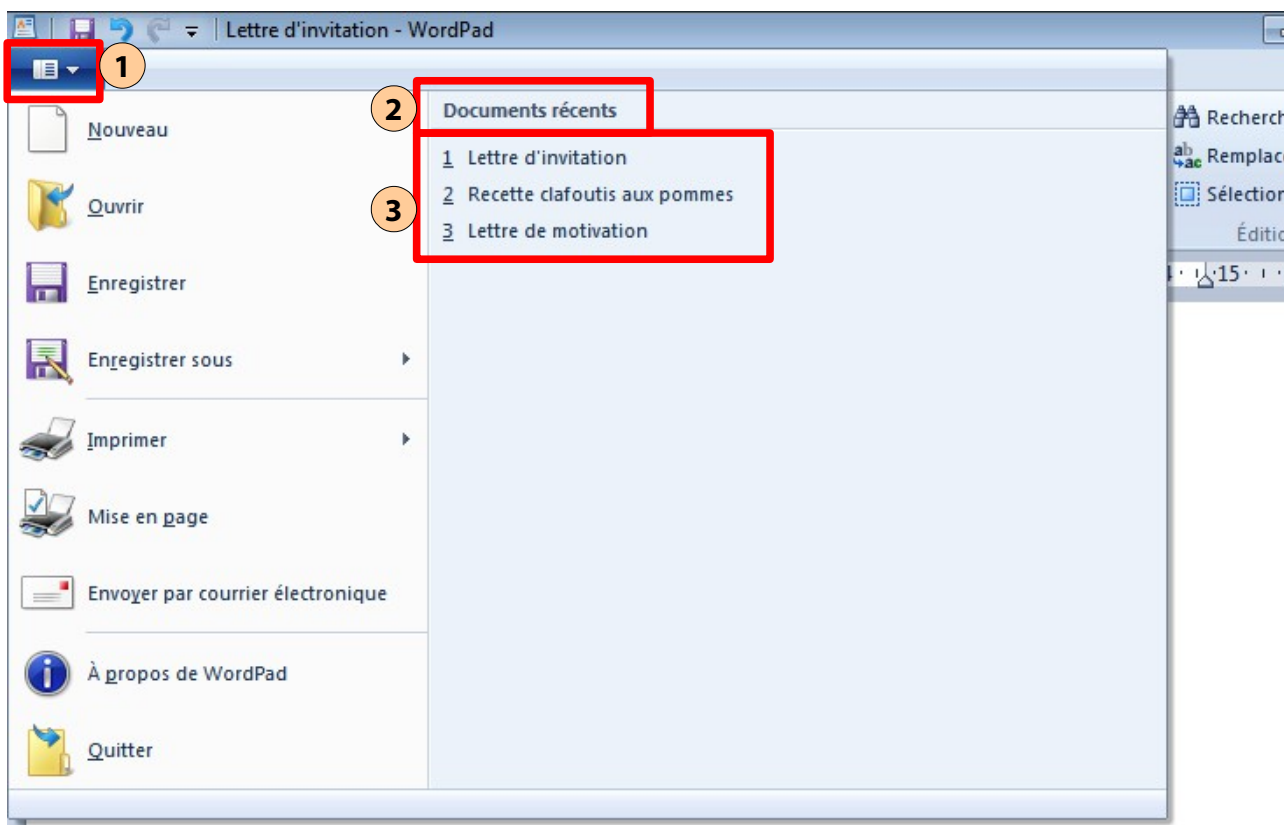 Lettre d'invitation - WordPad
1
2
Documents récents
Nouveau
1 Lettre d'invitation
2 Recette clafoutis aux pommes
3 Lettre de motivation
3
Ouvrir
Enregistrer
Enregistrer sous
Imprimer
Mise en page
Envoyer par courrier électronique
À propos de WordPad
Quitter
Recherch
ab
ac Remplac
Sélection
Éditio
15